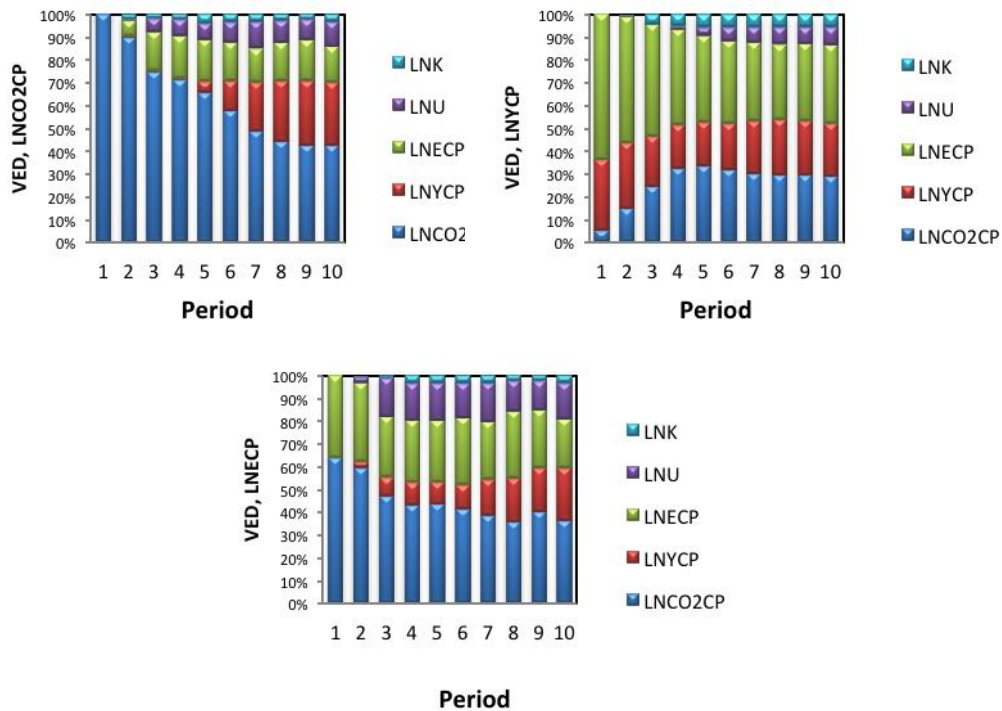 VED, LNCO2CP
100%
90%
80%
70%
60%
50%
40%
30%
20%
10%
0%
1 2 3 4 5 6 7 8 9 10
Period
LNK
LNU
LNECP
LNYCP
LNCO2
VED, LNYCP
100%
90%
80%
70%
60%
50%
40%
30%
20%
10%
0%
1 2 3 4 5 6 7 8 9 10
Period
LNK
LNU
LNECP
LNYCP
LNCO2CP
VED, LNECP
100%
90%
80%
70%
60%
50%
40%
30%
20%
10%
0%
1 2 3 4 5 6 7 8 9 10
Period
LNK
LNU
LNECP
LNYCP
LNCO2CP